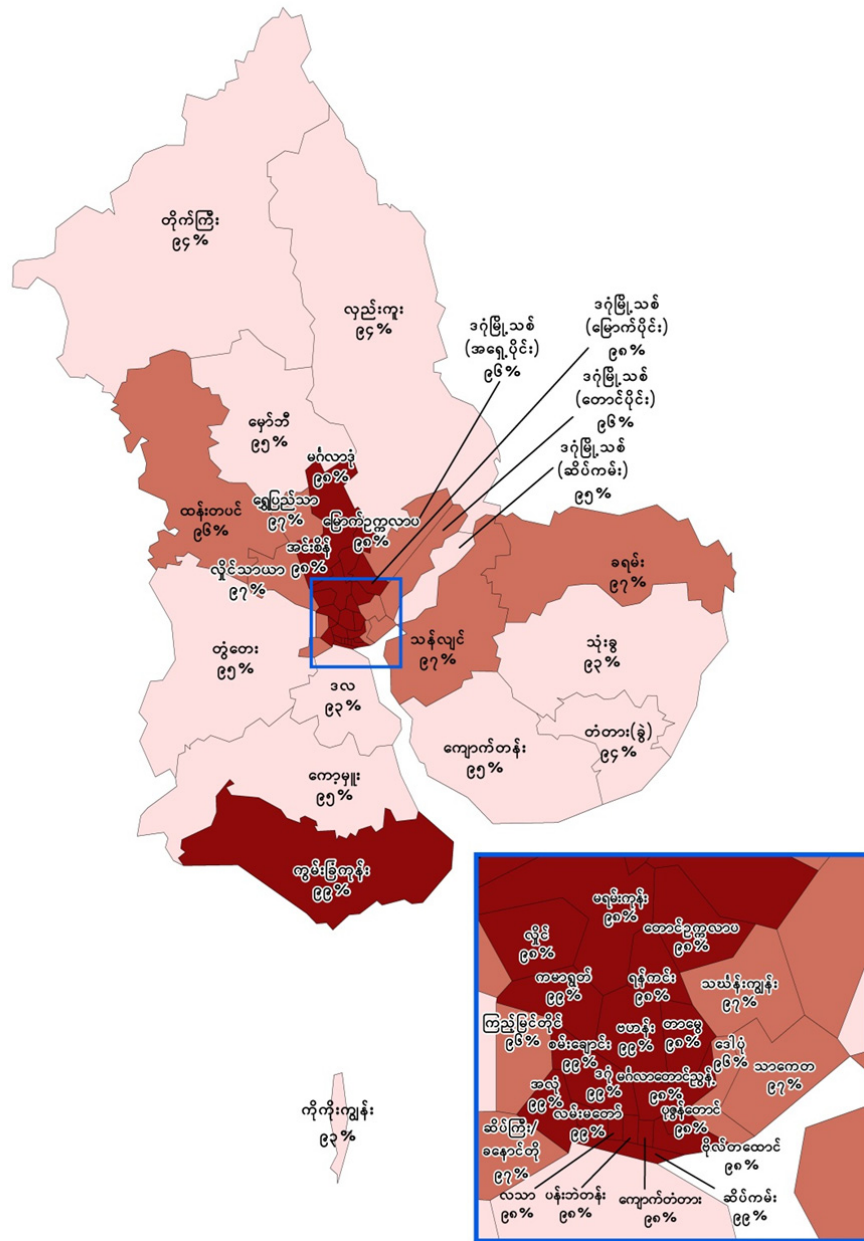 တိုက်ကြီး
၉၄%
လှည်းကူး
၉၄%
ဒဂုံမြို့သစ်
(အရှေ့ပိုင်း)
၉၆%
ဒဂုံမြို့သစ်
(မြောက်ပိုင်း)
၉၈%
ဒဂုံမြို့သစ်
(တောင်ပိုင်း)
၉၆%
ဒဂုံမြို့သစ်
(ဆိပ်ကမ်း)
၉၅%
မှော်ဘီ
၉၅%
မင်္ဂလာဒုံ
၉၈%
ရွှေပြည်သာ
၉၇%
ထန်းတပင်
၉၆%
မြောက်ဥက္ကလာပ
၉၈%
အင်းစိန်
၉၈%
လှိုင်သာယာ
၉၇%
ခရမ်း
၉၇%
တွံတေး
၉၅%
သန်လျင်
၉၇%
သုံးခွ
၉၃%
ဒလ
၉၃%
တံတား(ခွဲ)
၉၄%
ကျောက်တန်း
၉၅%
ကော့မှူး
၉၅%
ကွမ်းခြံကုန်း
၉၉%
ကိုကိုးကျွန်း
၉၃%
မရမ်းကုန်း
၉၈%
တောင်ဥက္ကလာပ
၉၈%
လှိုင်
၉၈%
ကမာရွတ်
၉၉%
ရန်ကင်း
၉၈%
သင်္ဃန်းကျွန်း
၉၇%
ကြည့်မြင်တိုင်
၉၆%
စမ်းချောင်း
၉၉%
ဗဟန်း
၉၉%
တာမွေ
၉၈%
ဒေါပုံ
၉၆%
သာကေတ
၉၇%
အလုံ
၉၉%
ဒဂုံ
၉၉%
မင်္ဂလာတောင်ညွန့်
၉၈%
လမ်းမတော်
၉၉%
ပုဇွန်တောင်
၉၈%
ဆိပ်ကြီး/
ခနောင်တို
၉၇%
ဗိုလ်တထောင်
၉၈%
လသာ
၉၈%
ပန်းဘဲတန်း
၉၈%
ကျောက်တံတား
၉၈%
ဆိပ်ကမ်း
၉၉%